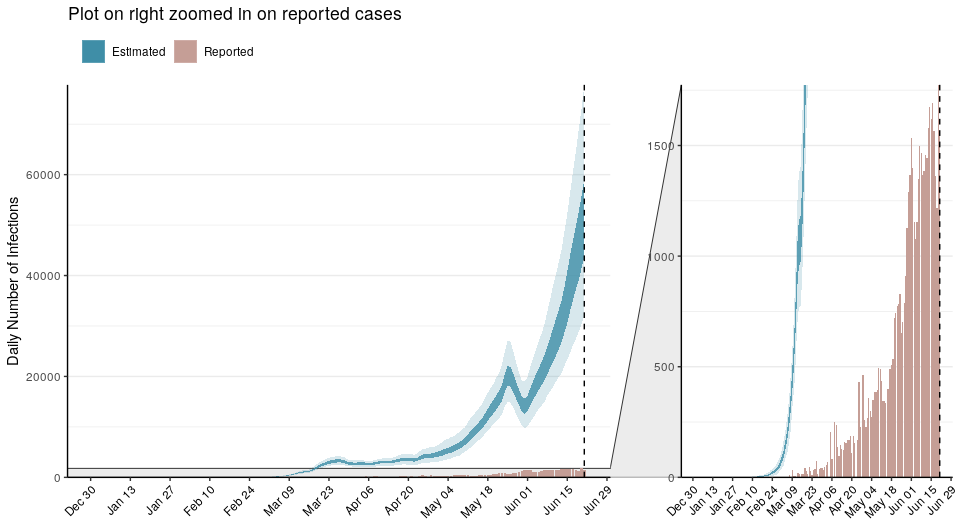 Plot on right zoomed in on reported cases
Estimated Reported
Daily Number of Infections
60000
40000
20000
0
Dec 30 Jan 13 Jan 27 Feb 10 Feb 24 Mar 09 Mar 23 Apr 06 Apr 20 May 04 May 18 Jun 01 Jun 15 Jun 29
1500
1000
500
0
Dec 30 Jan 13 Jan 27 Feb 10 Feb 24 Mar 09 Mar 23 Apr 06 Apr 20 May 04 May 18 Jun 01 Jun 15 Jun 29